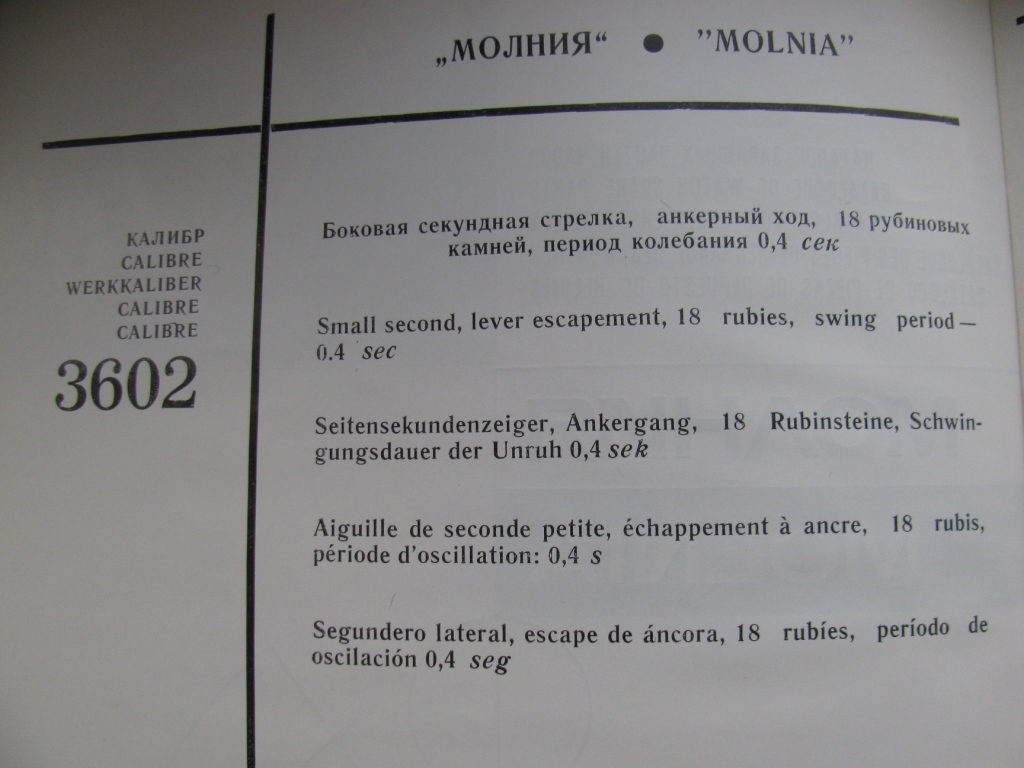 „МОЛНИЯ“ ● ”MOLNIA”
КАЛИБР
CALIBRE
WERKKALIBER
CALIBRE
CALIBRE
3602
Боковая секундная стрелка, анкерный ход, 18 рубиновых
камней, период колебания 0,4 сек
Small second, lever escapement, 18 rubies, swing period —
0.4 sec
Seitensekundenzeiger, Ankergang, 18 Rubinsteine, Schwin-
gungsdauer der Unruh 0,4 sek
Aiguille de seconde petite, échappement à ancre, 18 rubis,
période d'oscillation: 0,4 s
Segundero lateral, escape de áncora, 18 rubíes, período de
oscilación 0,4 seg